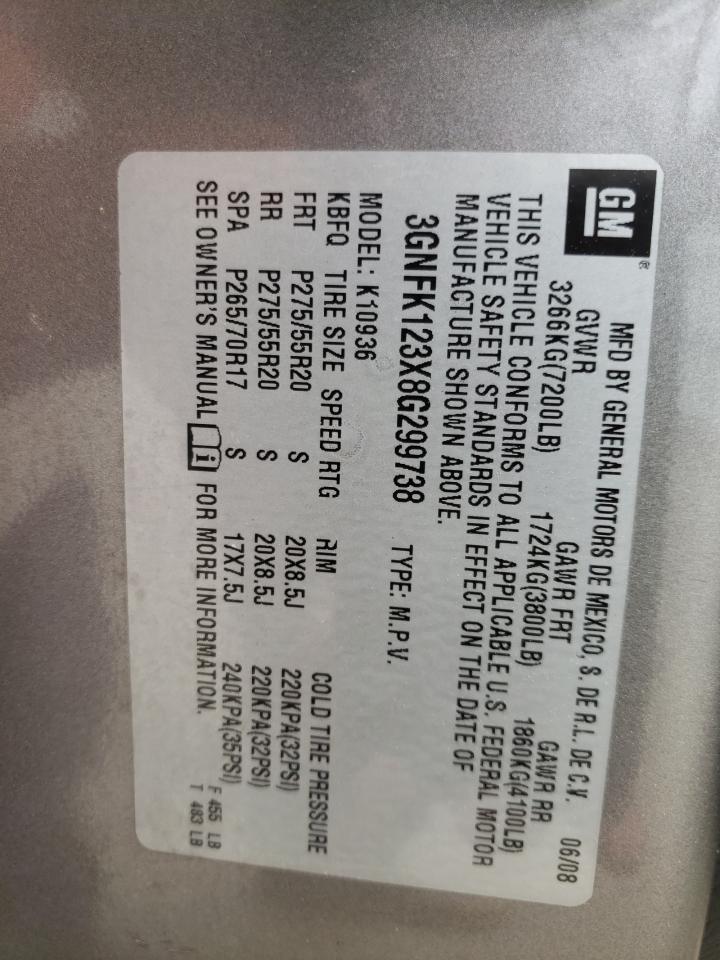 GM®
MFD BY GENERAL MOTORS DE MEXICO, S. DE R.L. DE C.V. 06/08
GVWR GAWR FRT GAWR RR
3266KG(7200LB) 1724KG(3800LB) 1860KG(4100LB)
THIS VEHICLE CONFORMS TO ALL APPLICABLE U.S. FEDERAL MOTOR
VEHICLE SAFETY STANDARDS IN EFFECT ON THE DATE OF
MANUFACTURE SHOWN ABOVE.
3GNFK123X8G299738 TYPE: M.P.V.
MODEL: K10936
KBFQ TIRE SIZE SPEED RTG RIM COLD TIRE PRESSURE
FRT P275/55R20 S 20X8.5J 220KPA(32PSI)
RR P275/55R20 S 20X8.5J 220KPA(32PSI)
SPA P265/70R17 S 17X7.5J 240KPA(35PSI)
SEE OWNER'S MANUAL i FOR MORE INFORMATION.
F 455 LB
T 483 LB